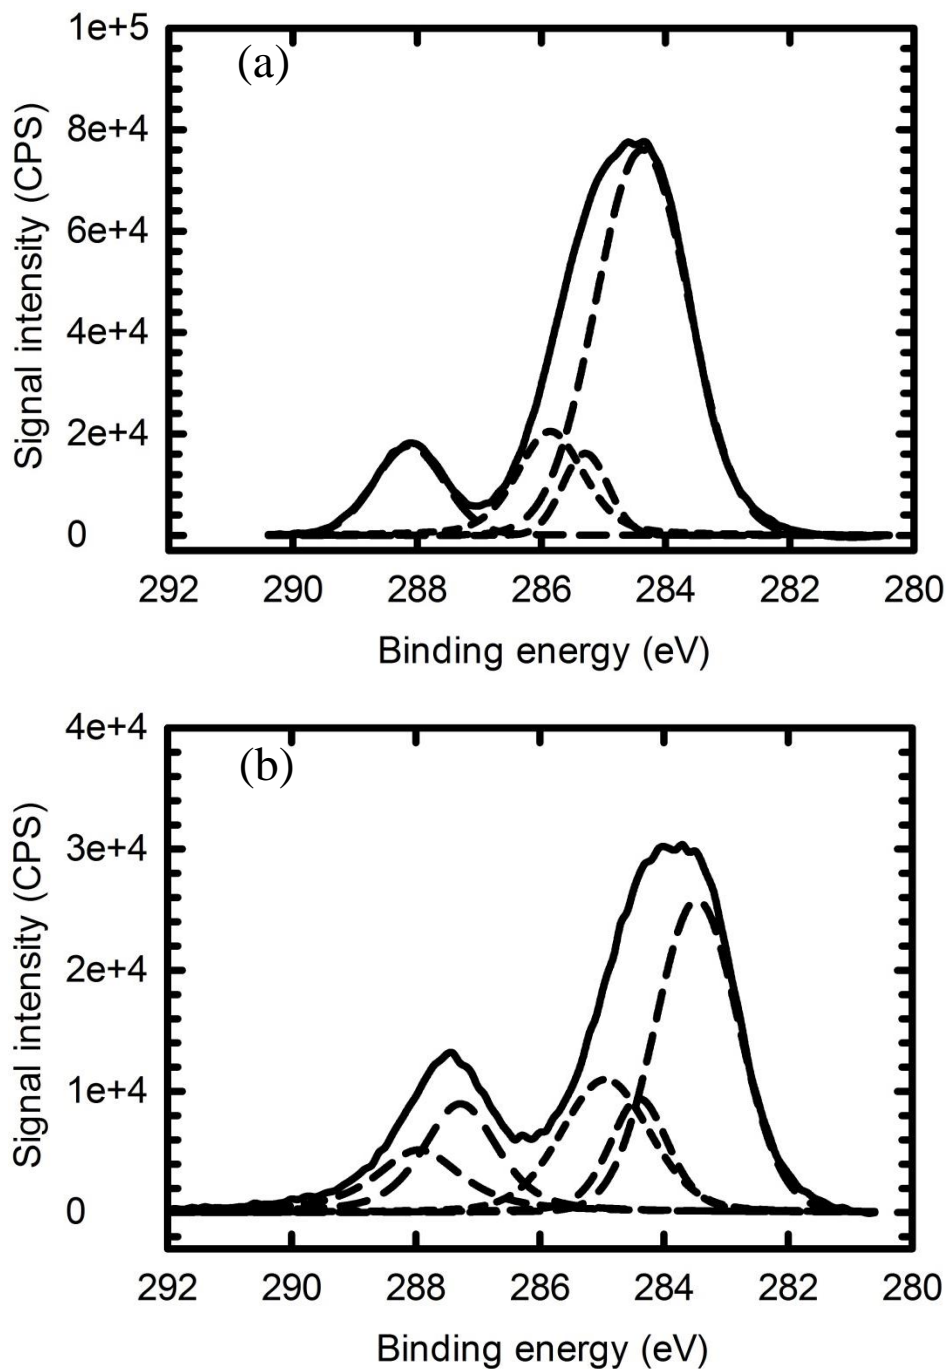 (a)
Signal intensity (CPS)
1e+5
8e+4
6e+4
4e+4
2e+4
0
292 290 288 286 284 282 280
Binding energy (eV)
(b)
Signal intensity (CPS)
4e+4
3e+4
2e+4
1e+4
0
292 290 288 286 284 282 280
Binding energy (eV)